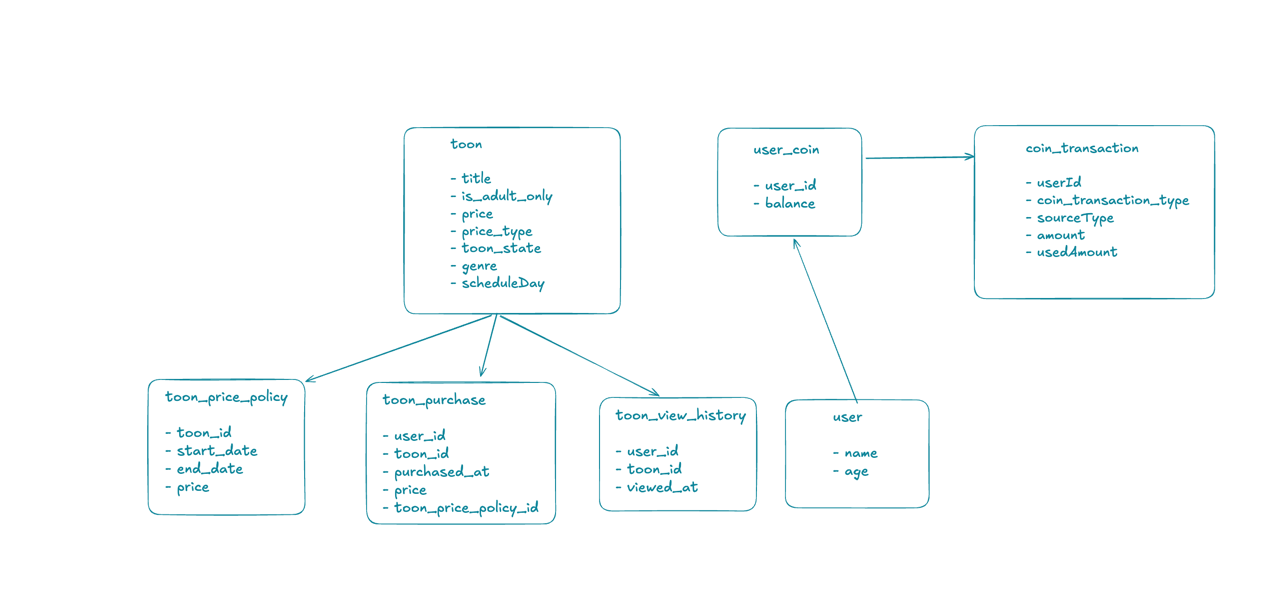 toon
- title
- is_adult_only
- price
- price_type
- toon_state
- genre
- scheduleDay
user_coin
- user_id
- balance
coin_transaction
- userId
- coin_transaction_type
- sourceType
- amount
- usedAmount
toon_price_policy
- toon_id
- start_date
- end_date
- price
toon_purchase
- user_id
- toon_id
- purchased_at
- price
- toon_price_policy_id
toon_view_history
- user_id
- toon_id
- viewed_at
user
- name
- age